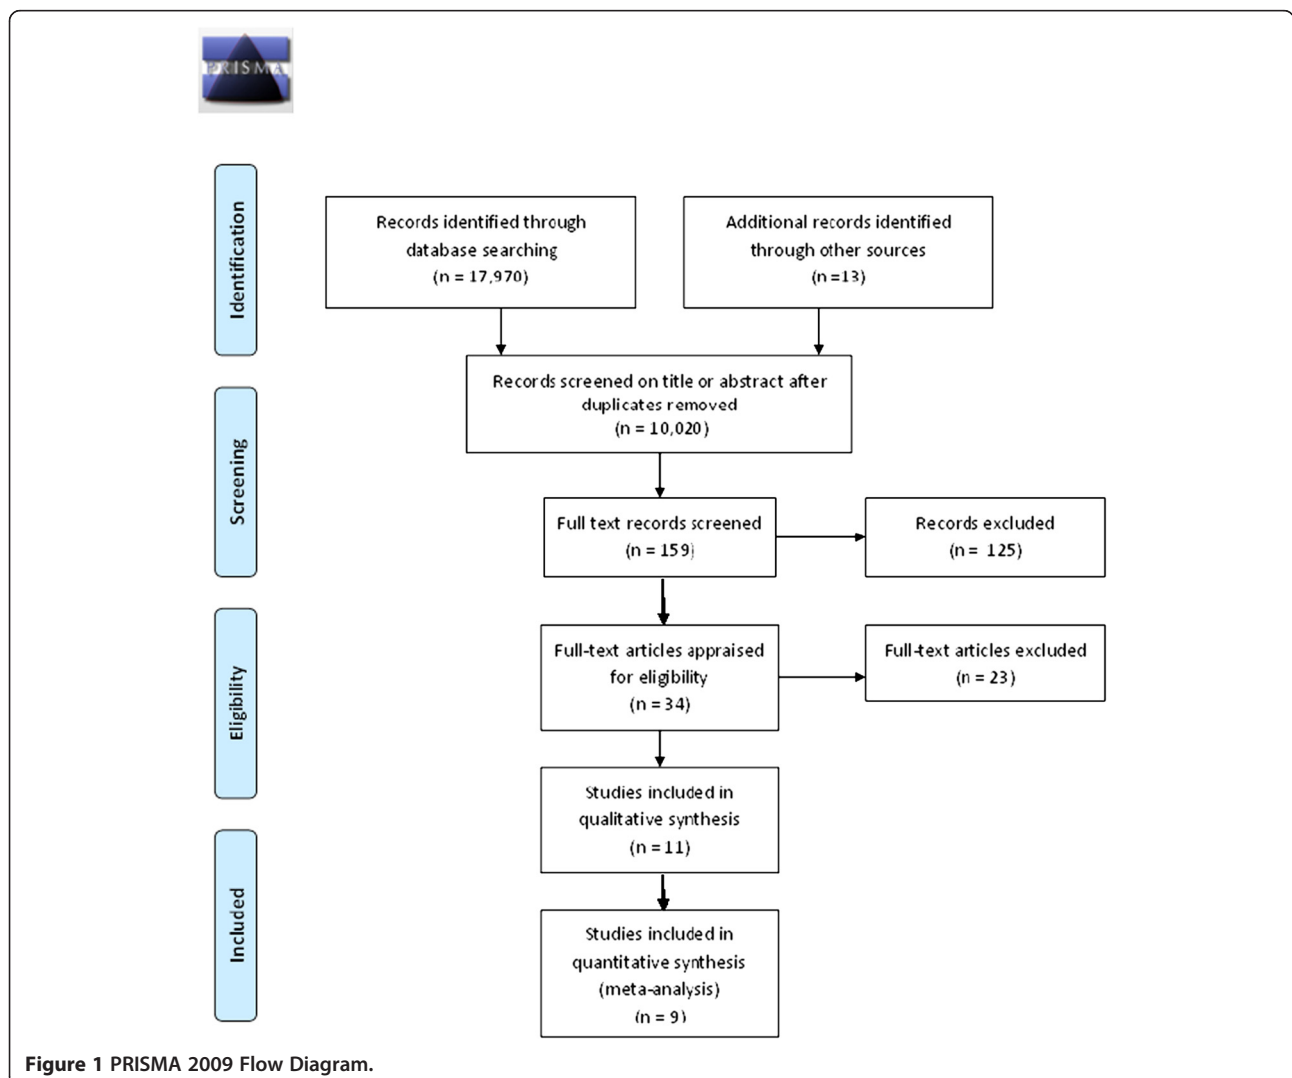 PRISMA
Identification
Records identified through
database searching
(n = 17,970)
Additional records identified
through other sources
(n =13)
Records screened on title or abstract after
duplicates removed
(n = 10,020)
Screening
Full text records screened
(n = 159)
Records excluded
(n = 125)
Eligibility
Full-text articles appraised
for eligibility
(n = 34)
Full-text articles excluded
(n = 23)
Studies included in
qualitative synthesis
(n = 11)
Included
Studies included in
quantitative synthesis
(meta-analysis)
(n = 9)
Figure 1 PRISMA 2009 Flow Diagram.